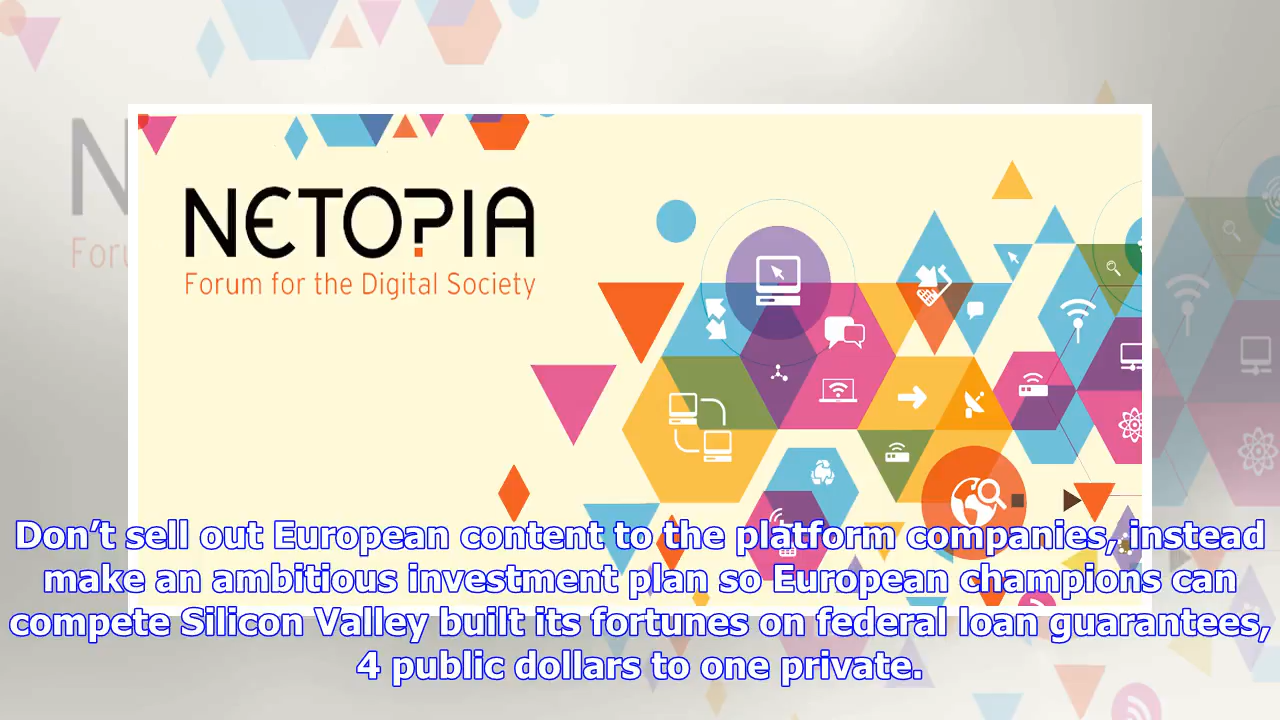 NETOPIA
Forum for the Digital Society
N
Foru
Don’t sell out European content to the platform companies, instead
make an ambitious investment plan so European champions can
compete Silicon Valley built its fortunes on federal loan guarantees,
4 public dollars to one private.